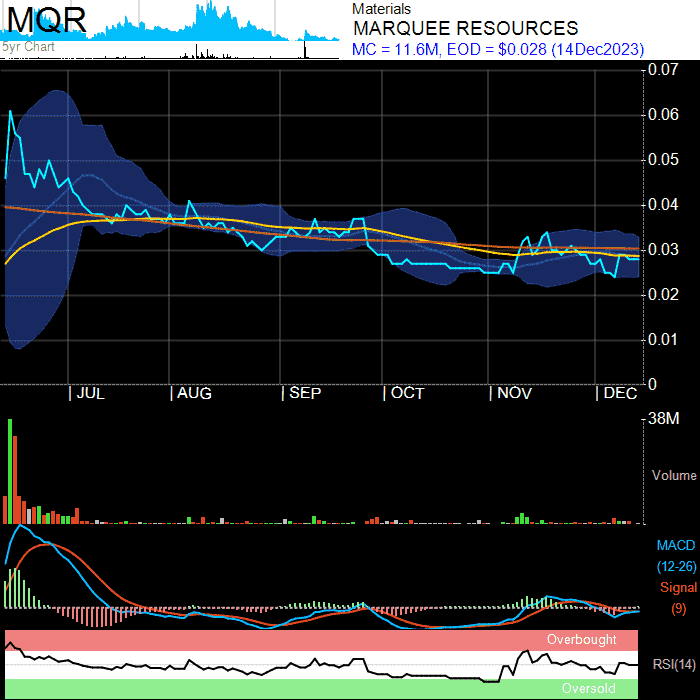 MQR
5yr Chart
Materials
MARQUEE RESOURCES
MC = 11.6M, EOD = $0.028 (14Dec2023)
0.07
0.06
0.05
0.04
0.03
0.02
0.01
0
| JUL | AUG | SEP | OCT | NOV | DEC
38M
Volume
MACD
(12-26)
Signal
(9)
Overbought
RSI(14)
Oversold